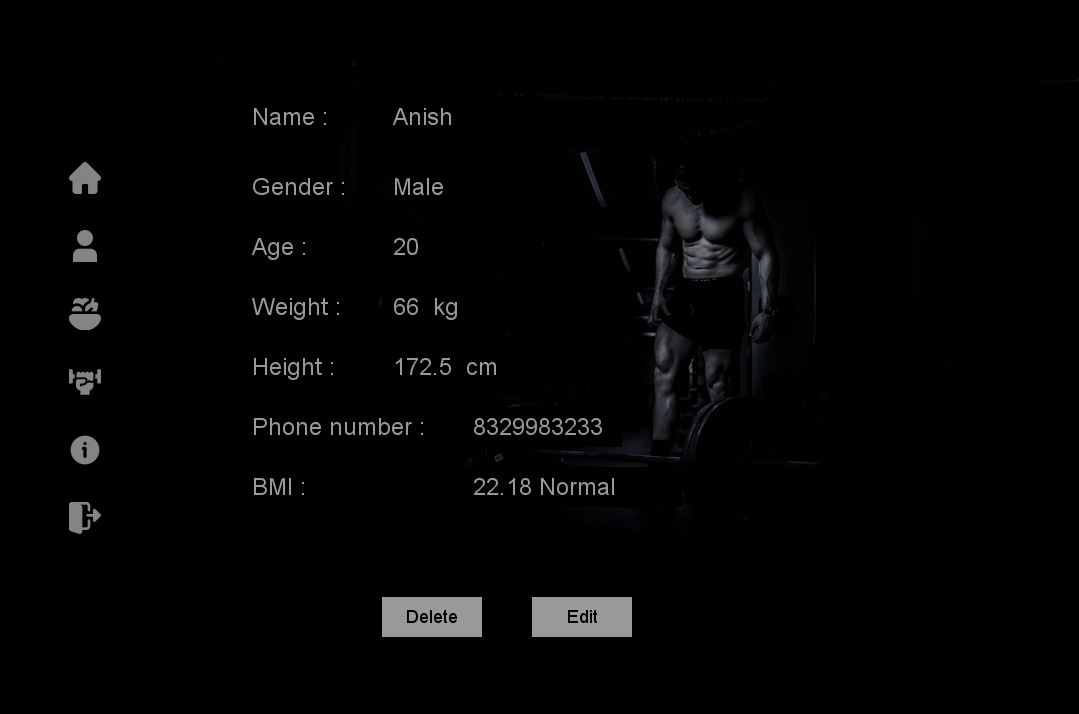 Name : Anish
Gender : Male
Age : 20
Weight : 66 kg
Height : 172.5 cm
Phone number : 8329983233
BMI : 22.18 Normal
Delete Edit